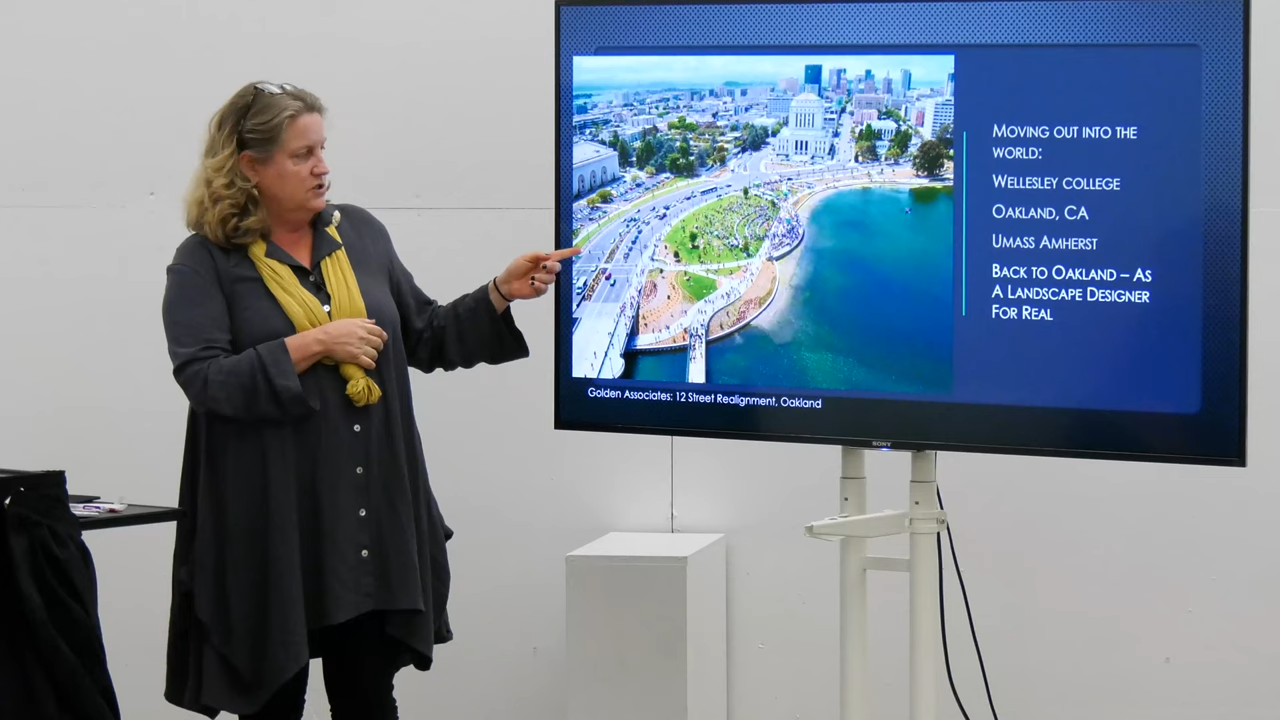 Moving out into the
world:
Wellesley college
Oakland, CA
Umass Amherst
Back to Oakland – As
A Landscape Designer
For Real
Golden Associates: 12 Street Realignment, Oakland
SONY